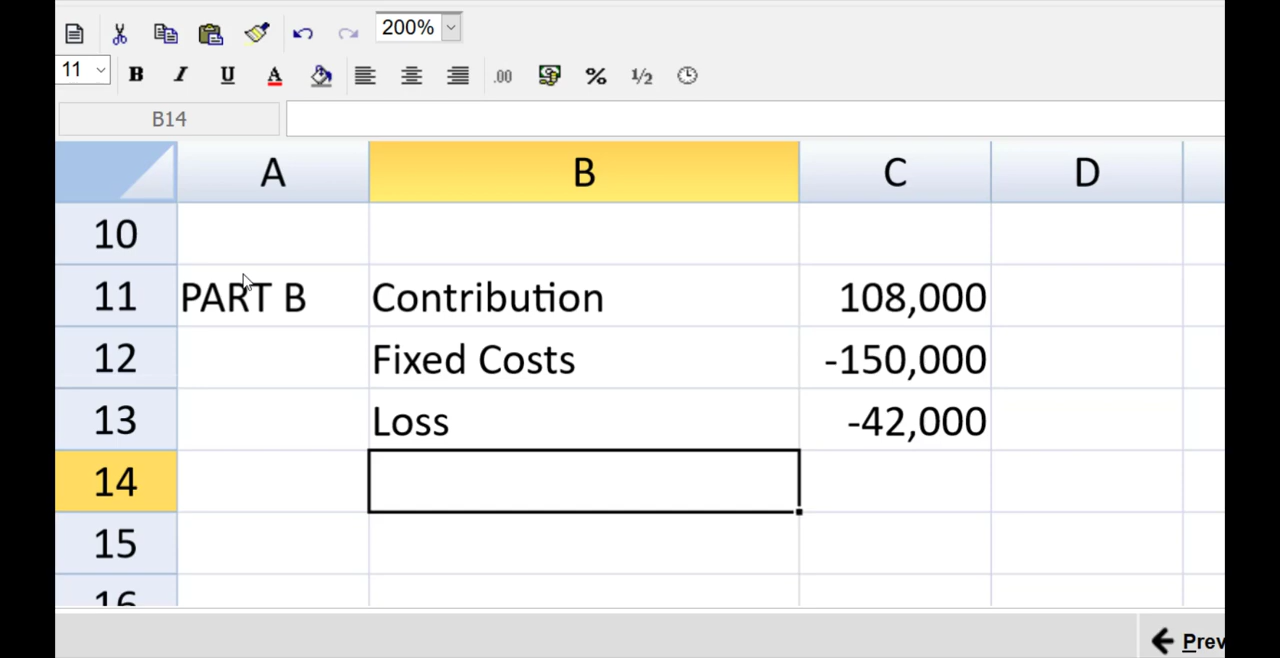 200%
11 B I U A .00 % 1/2
B14
A B C D
10
11 PART B Contribution 108,000
12 Fixed Costs -150,000
13 Loss -42,000
14
15
16
Prev